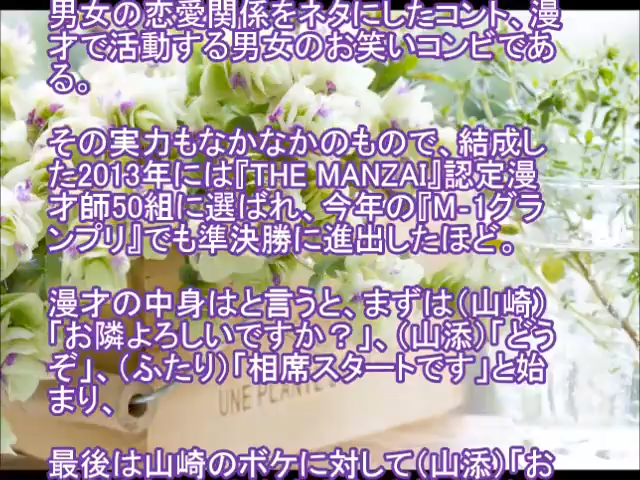 男女の恋愛関係をネタにしたコント、漫
才で活動する男女のお笑いコンビであ
る。
その実力もなかなかのもので、結成し
た2013年には『THE MANZAI』認定漫
才師50組に選ばれ、今年の『M-1グラ
ンプリ』でも準決勝に進出したほど。
漫才の中身はと言うと、まずは（山崎）
「お隣よろしいですか？」、（山添）「どう
ぞ」、（ふたり）「相席スタートです」と始
まり、
UNE PLANTE
最後は山崎のボケに対して（山添）「お